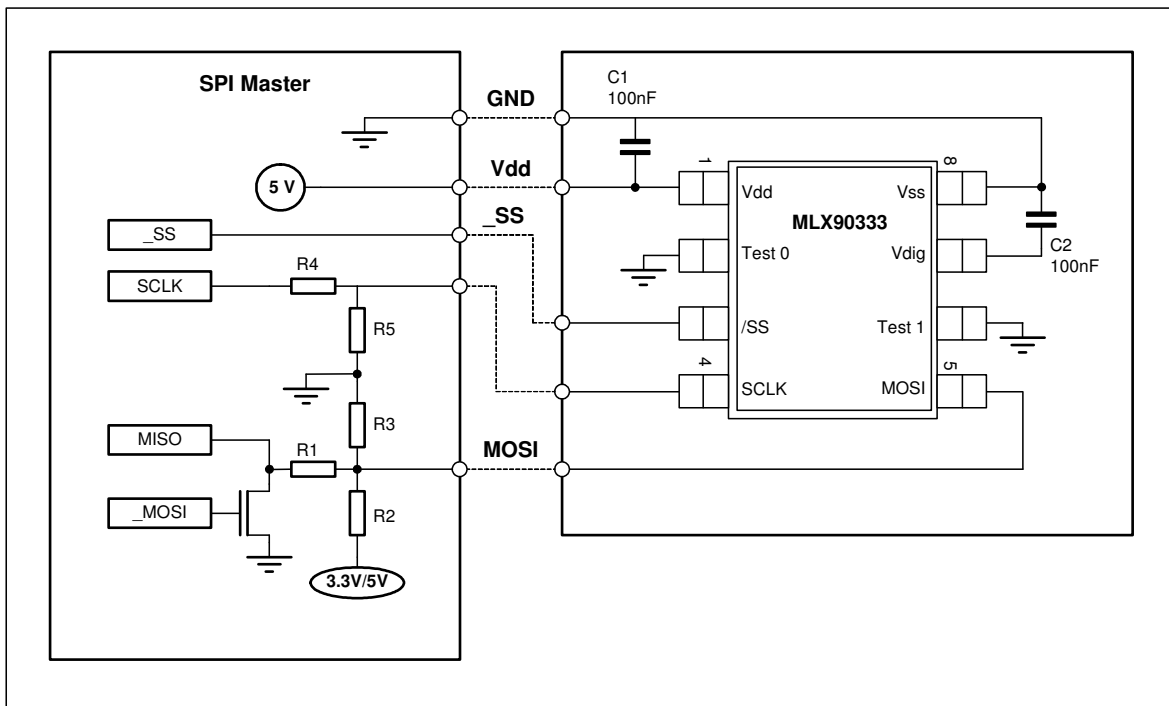 SPI Master
GND
Vdd
_SS
MOSI
5 V
_SS
SCLK
MISO
_MOSI
R4
R5
R3
R1
R2
3.3V/5V
C1
100nF
1
Vdd
8
Vss
MLX90333
Test 0
Vdig
C2
100nF
/SS
Test 1
4
SCLK
5
MOSI